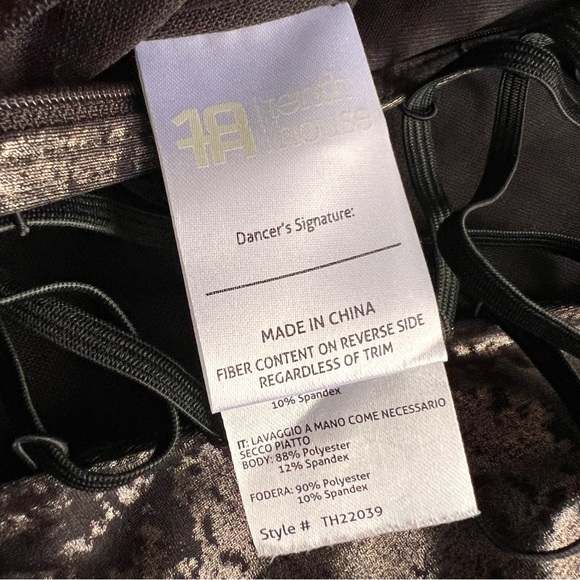 tenth
house
Dancer's Signature:
MADE IN CHINA
FIBER CONTENT ON REVERSE SIDE
REGARDLESS OF TRIM
10% Spandex
IT: LAVAGGIO A MANO COME NECESSARIO
SECCO PIATTO
BODY: 88% Polyester
12% Spandex
FODERA: 90% Polyester
10% Spandex
Style # TH22039